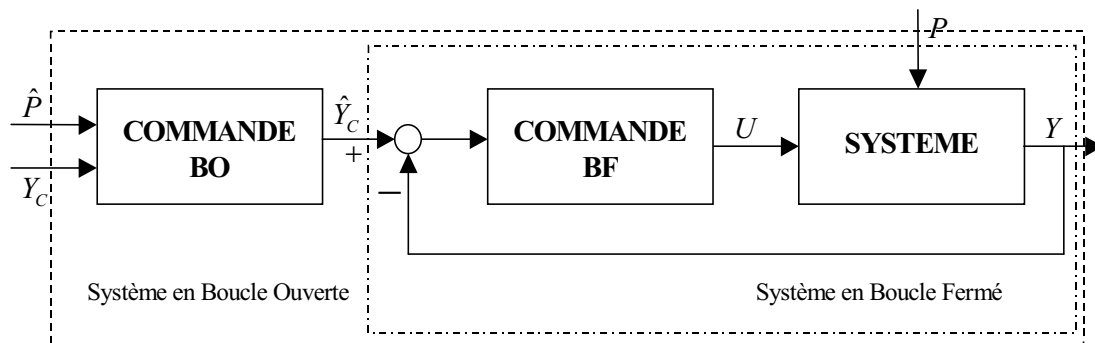 P
P̂
Y_C
COMMANDE
BO
Ŷ_C
+
−
COMMANDE
BF
U
SYSTEME
Y
Système en Boucle Ouverte
Système en Boucle Fermé